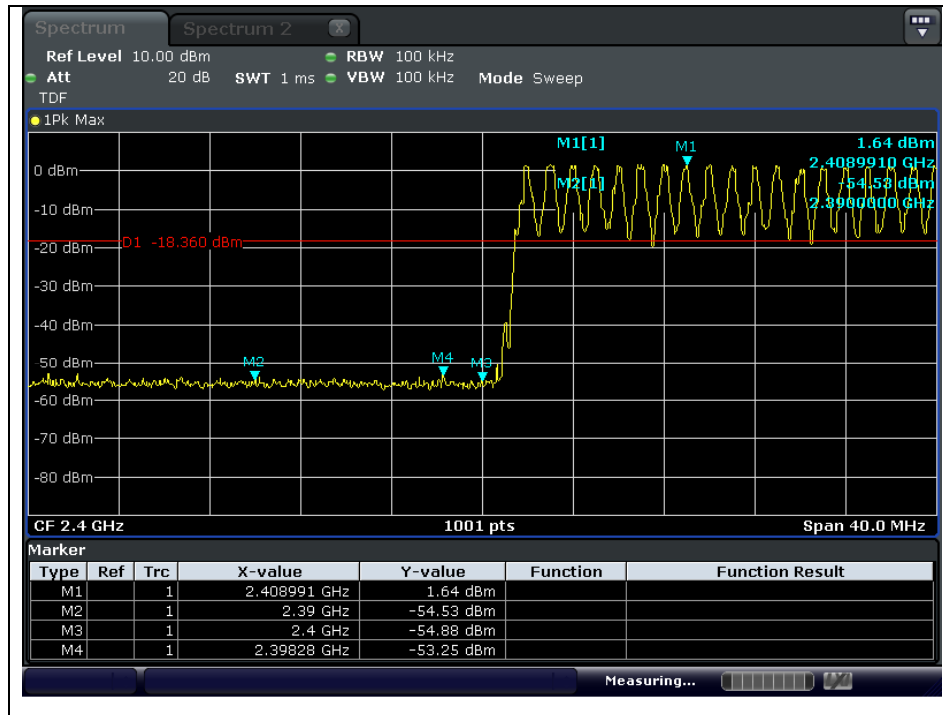 Spectrum Spectrum 2 X
Ref Level 10.00 dBm RBW 100 kHz
Att 20 dB SWT 1 ms VBW 100 kHz Mode Sweep
TDF
1Pk Max
M1[1] 1.64 dBm
2.4089910 GHz
M2[1] -54.53 dBm
2.3900000 GHz
M1
0 dBm
-10 dBm
D1 -18.360 dBm
-20 dBm
-30 dBm
-40 dBm
-50 dBm
M2 M4 M3
-60 dBm
-70 dBm
-80 dBm
CF 2.4 GHz 1001 pts Span 40.0 MHz
Marker
Type Ref Trc X-value Y-value Function Function Result
M1 1 2.408991 GHz 1.64 dBm
M2 1 2.39 GHz -54.53 dBm
M3 1 2.4 GHz -54.88 dBm
M4 1 2.39828 GHz -53.25 dBm
Measuring...